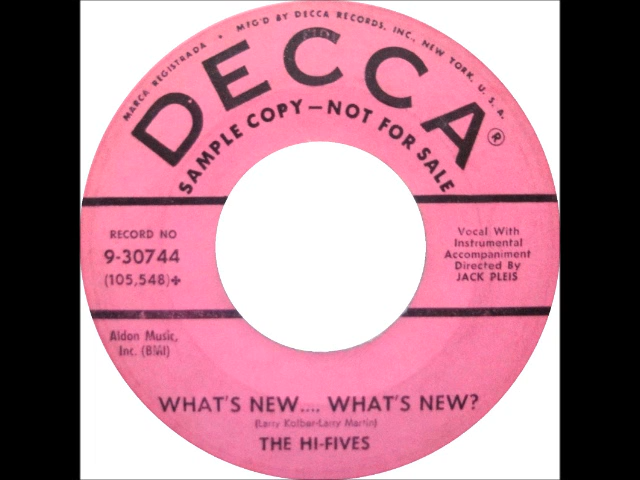 MARCA REGISTRADA • MFG'D BY DECCA RECORDS, INC., NEW YORK, U. S. A.
DECCA®
SAMPLE COPY—NOT FOR SALE
RECORD NO
9-30744
(105,548)+
Vocal With
Instrumental
Accompaniment
Directed By
JACK PLEIS
Aldon Music,
Inc. (BMI)
WHAT'S NEW.... WHAT'S NEW?
(Larry Kolber-Larry Martin)
THE HI-FIVES